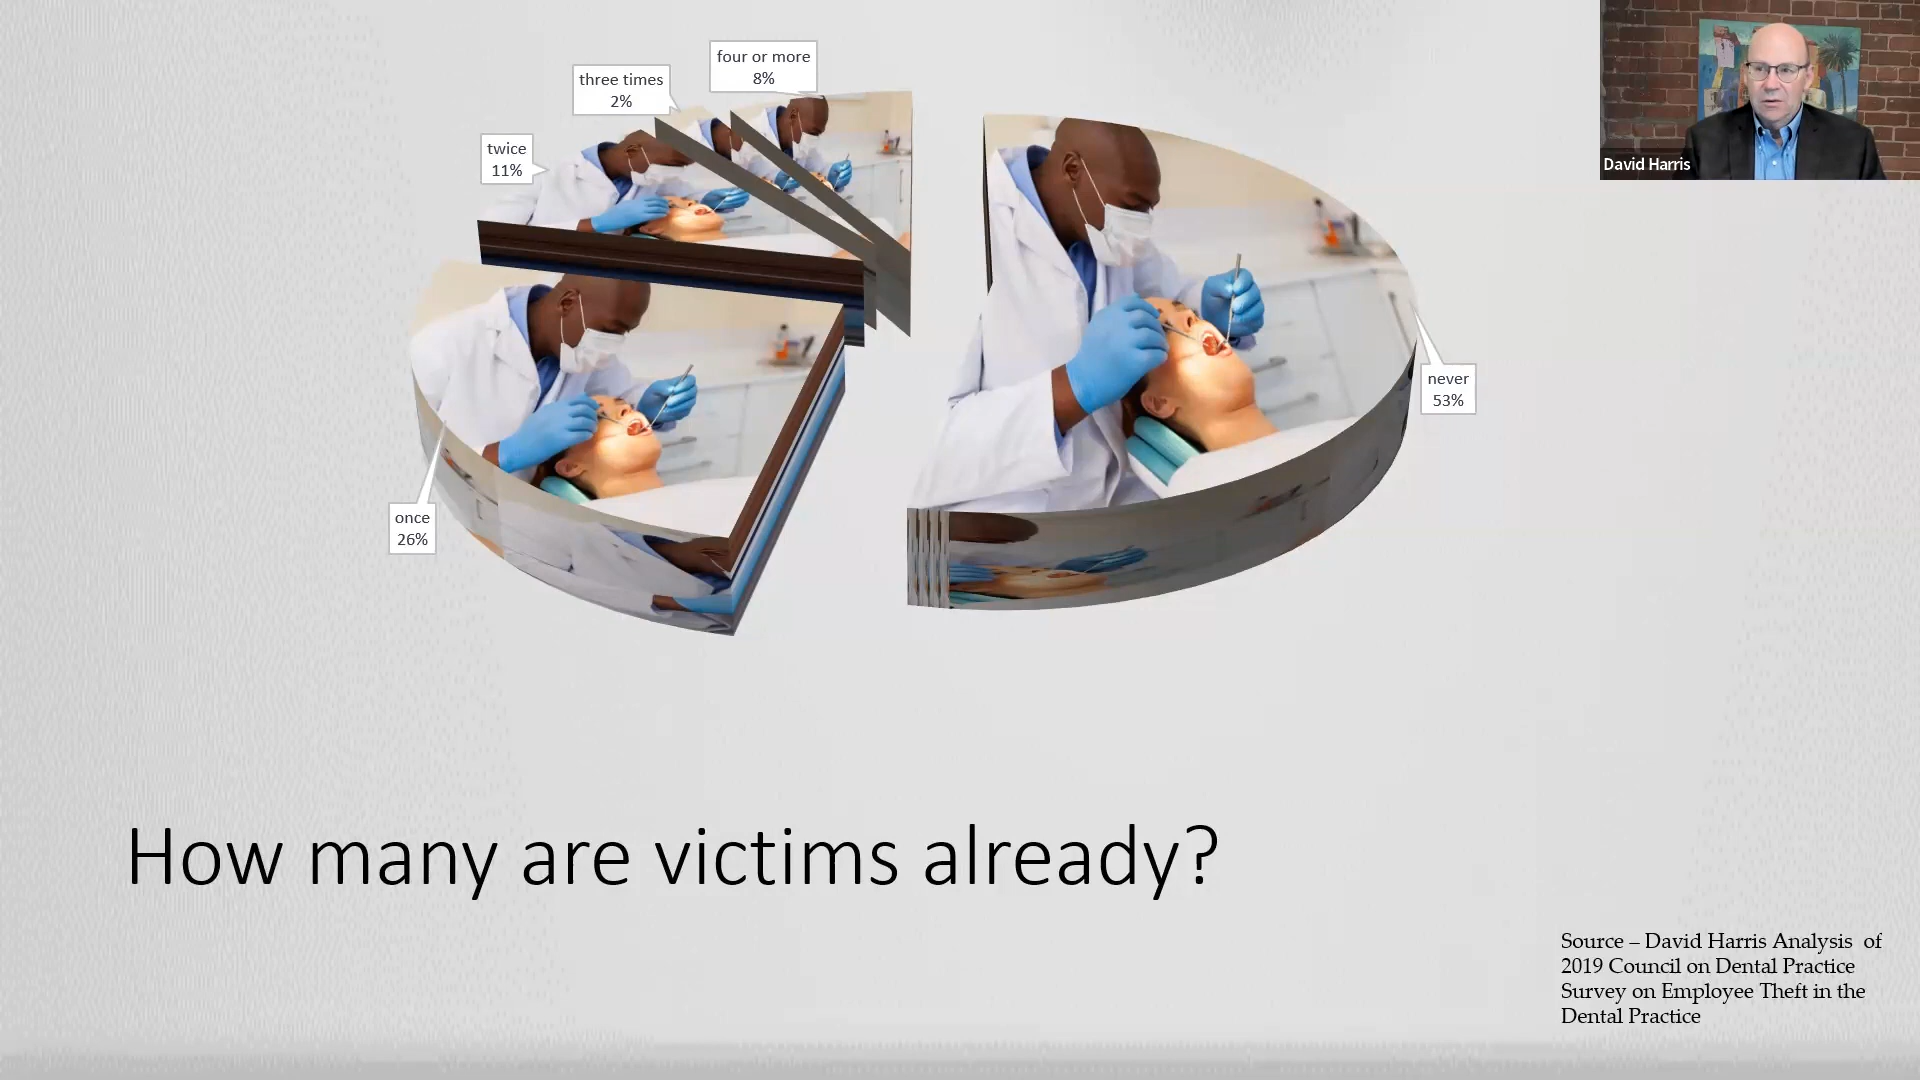 four or more
8%
three times
2%
twice
11%
never
53%
once
26%
David Harris
How many are victims already?
Source – David Harris Analysis of
2019 Council on Dental Practice
Survey on Employee Theft in the
Dental Practice